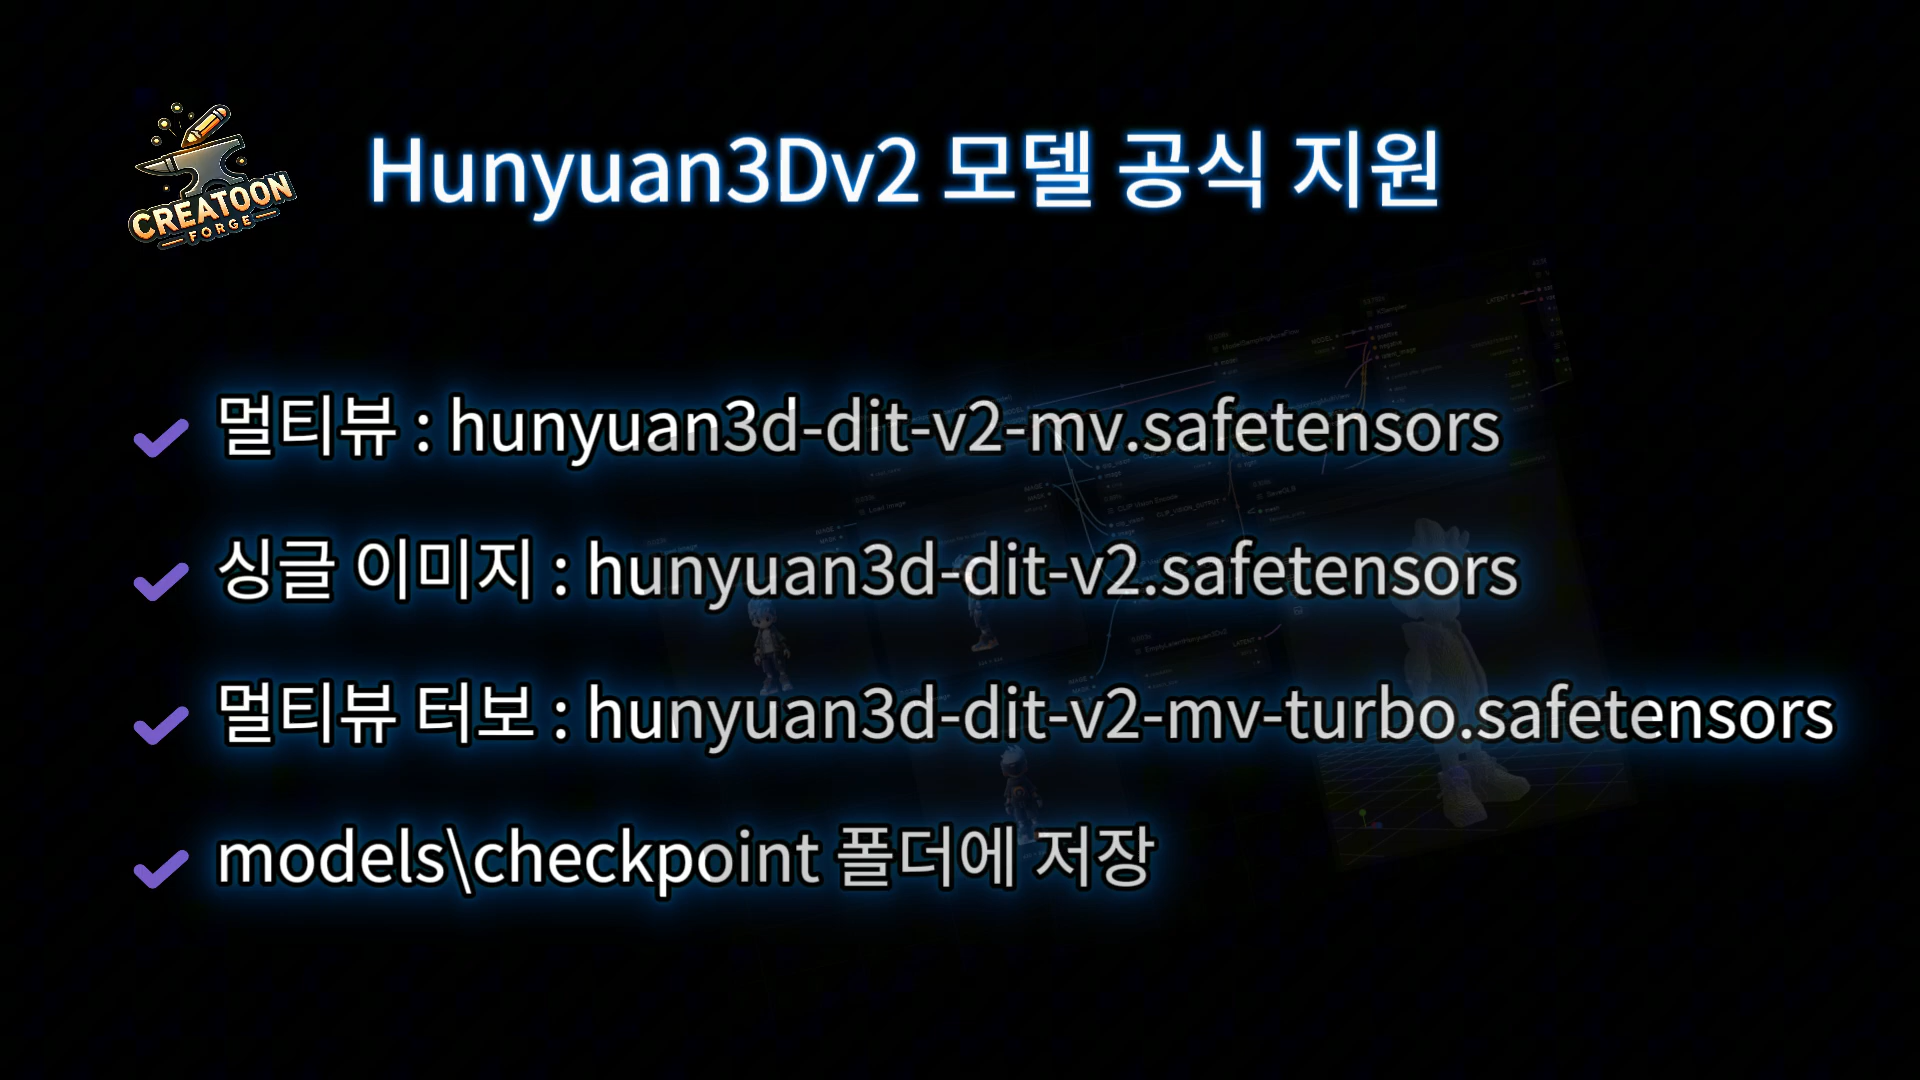 CREATOON
FORGE
Hunyuan3Dv2 모델 공식 지원
멀티뷰 : hunyuan3d-dit-v2-mv.safetensors
싱글 이미지 : hunyuan3d-dit-v2.safetensors
멀티뷰 터보 : hunyuan3d-dit-v2-mv-turbo.safetensors
models\checkpoint 폴더에 저장